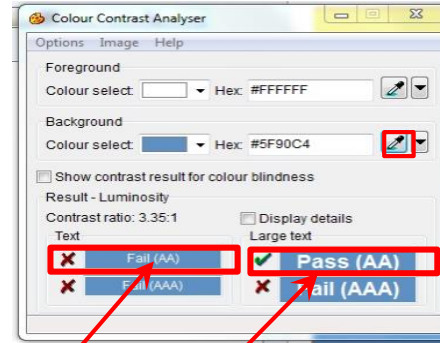 Colour Contrast Analyser
Options Image Help
Foreground
Colour select: Hex: #FFFFFF
Background
Colour select: Hex: #5F90C4
Show contrast result for colour blindness
Result - Luminosity
Contrast ratio: 3.35:1 Display details
Text Large text
Fail (AA) Pass (AA)
Fail (AAA) Fail (AAA)